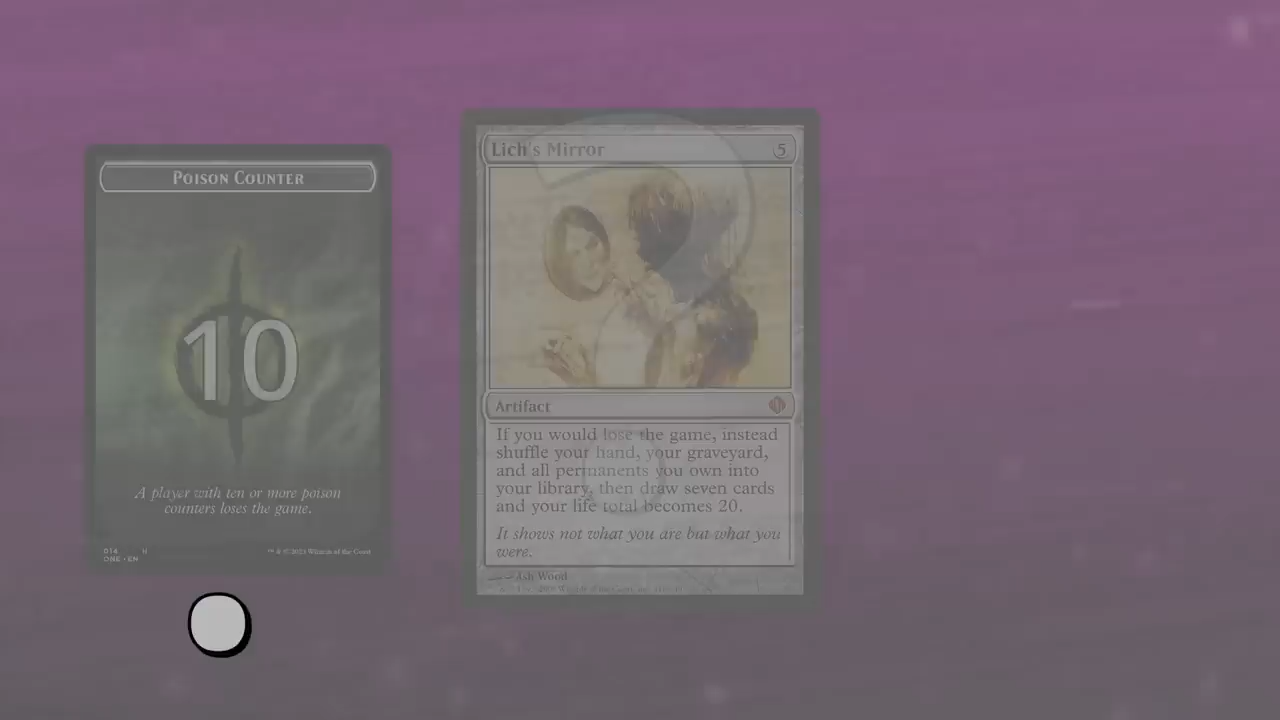 POISON COUNTER
10
A player with ten or more poison
counters loses the game.
ONE • EN
Lich's Mirror
5
Artifact
If you would lose the game, instead
shuffle your hand, your graveyard,
and all permanents you own into
your library, then draw seven cards
and your life total becomes 20.
It shows not what you are but what you
were.
Ash Wood